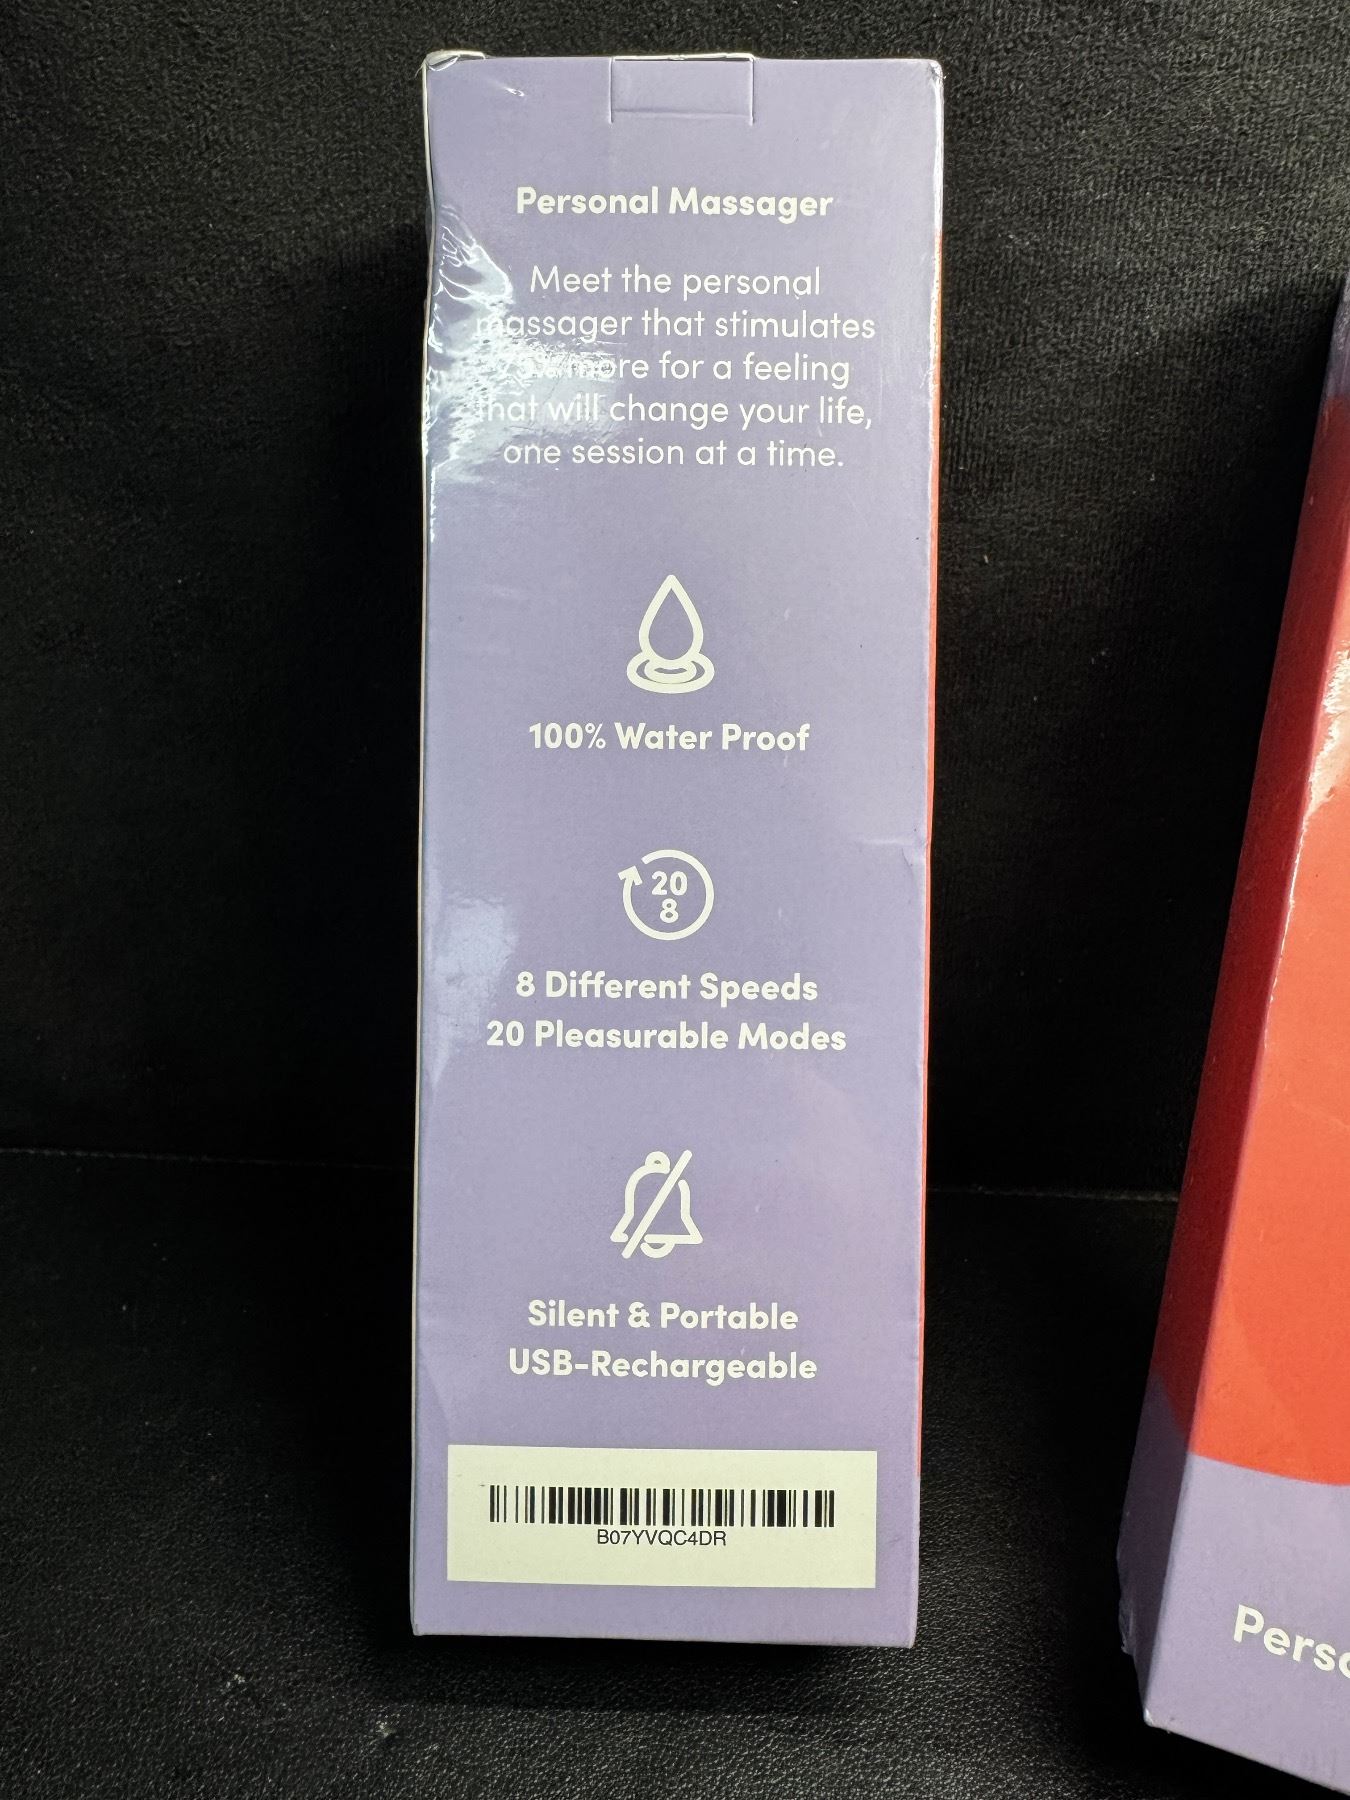 Personal Massager
Meet the personal
massager that stimulates
more for a feeling
that will change your life,
one session at a time.
100% Water Proof
20
8
8 Different Speeds
20 Pleasurable Modes
Silent & Portable
USB-Rechargeable
B07YVQC4DR